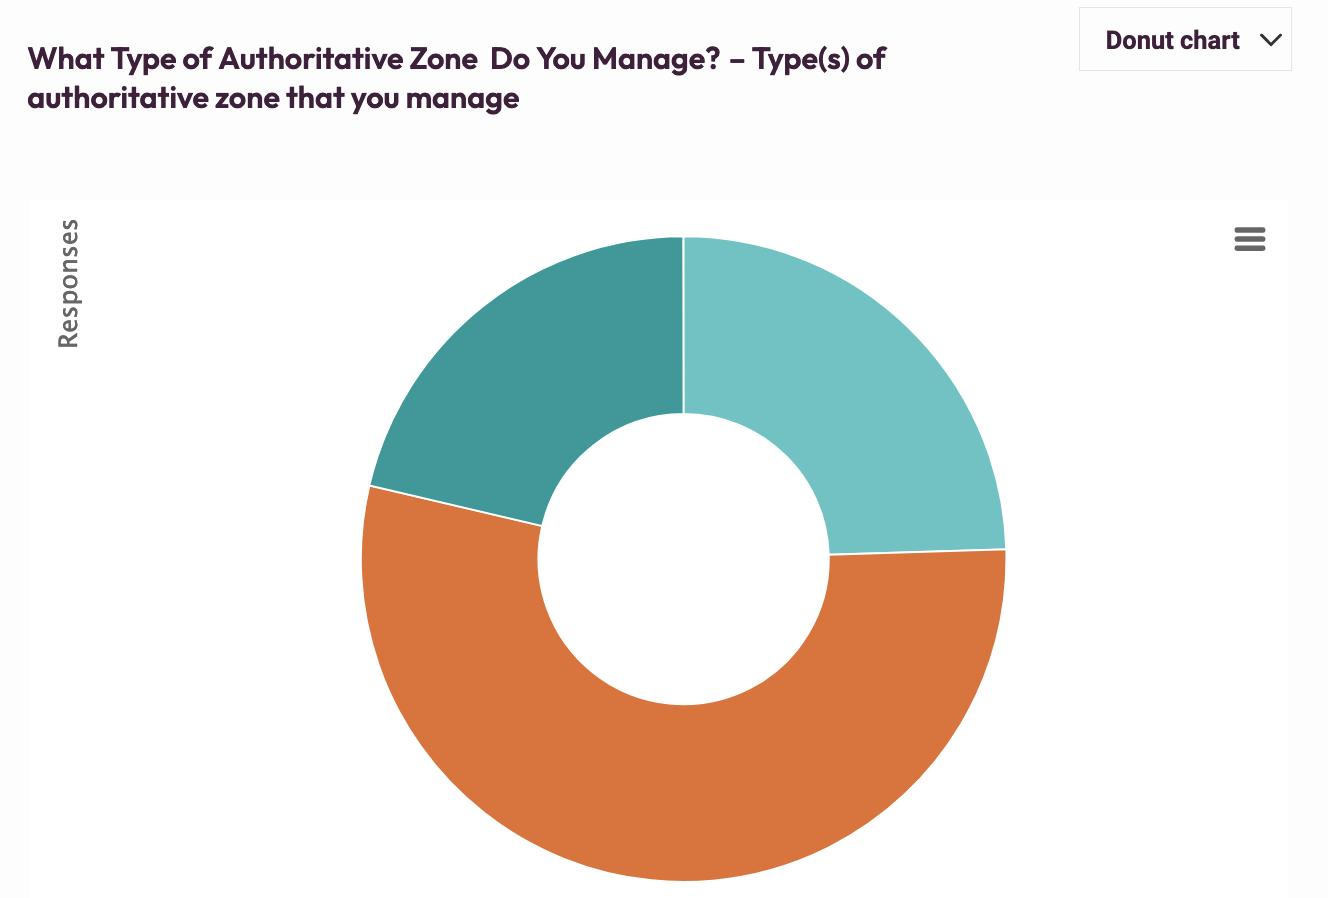 Donut chart
What Type of Authoritative Zone  Do You Manage? – Type(s) of
authoritative zone that you manage
Responses